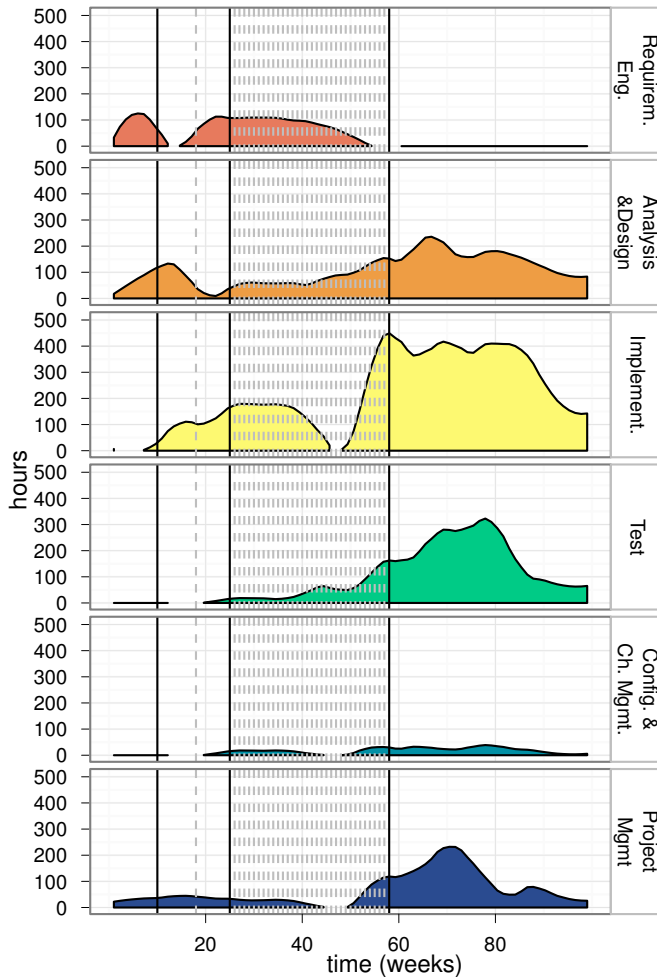 500
400
300
200
100
0
Requirem.
Eng.
500
400
300
200
100
0
Analysis
&Design
500
400
300
200
100
0
Implement.
500
400
300
200
100
0
Test
500
400
300
200
100
0
Config. &
Ch. Mgmt.
500
400
300
200
100
0
Project
Mgmt
hours
20 40 60 80
time (weeks)